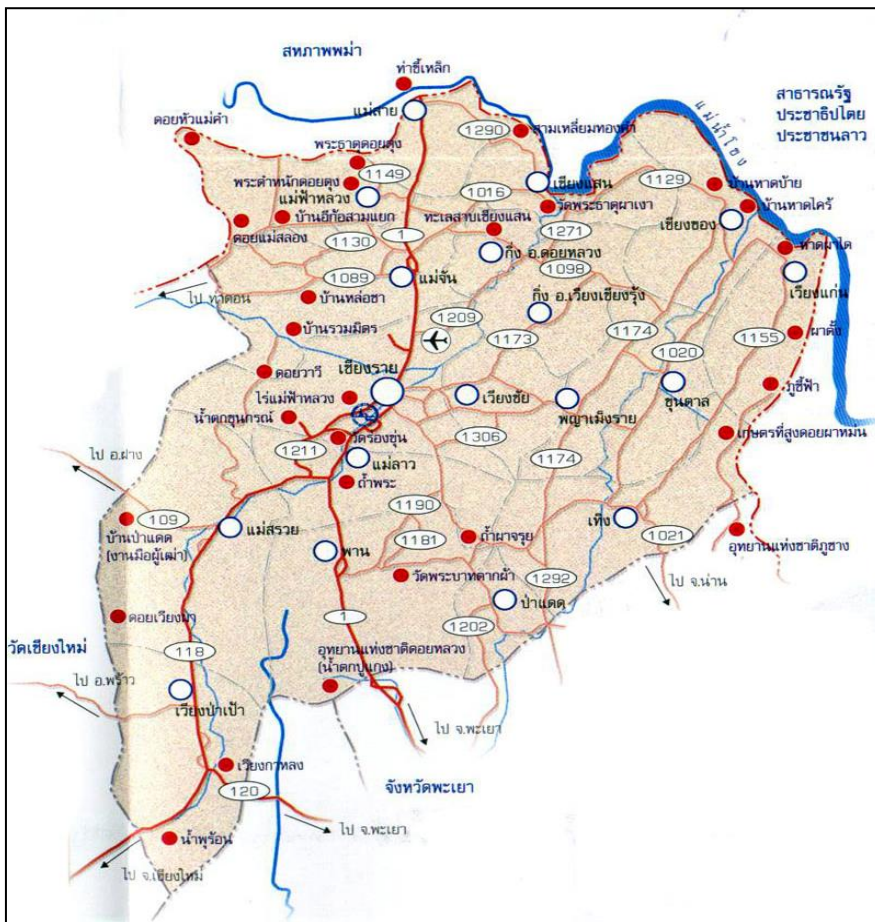 สหภาพพม่า
ท่าขี้เหล็ก
แม่สาย
สาธารณรัฐ
ประชาธิปไตย
ประชาชนลาว
แม่น้ำโขง
ดอยหัวแม่คำ
1290
สามเหลี่ยมทองคำ
พระธาตุดอยตุง
1149
พระตำหนักดอยตุง
แม่ฟ้าหลวง
1016
เชียงแสน
1129
บ้านหาดบ้าย
บ้านหาดไคร้
วัดพระธาตุผาเงา
บ้านอีก้อสามแยก
ทะเลสาบเชียงแสน
เชียงของ
ดอยแม่สลอง
1130
1
1271
กิ่ง อ.ดอยหลวง
หาดผาได
1089
แม่จัน
1098
เวียงแก่น
ไป ท่าตอน
บ้านหล่อชา
กิ่ง อ.เวียงเชียงรุ้ง
1209
บ้านรวมมิตร
1173
1174
1155
ผาตั้ง
1020
เชียงราย
ดอยวาวี
ไร่แม่ฟ้าหลวง
เวียงชัย
พญาเม็งราย
ขุนตาล
ภูชี้ฟ้า
น้ำตกขุนกรณ์
วัดร่องขุ่น
1306
เกษตรที่สูงดอยผาหม่น
1211
แม่ลาว
1174
ไป อ.ฝาง
ถ้ำพระ
1190
109
บ้านป่าแดด
(งานมือผู้เฒ่า)
แม่สรวย
1181
ถ้ำผาจรุย
เทิง
1021
อุทยานแห่งชาติภูซาง
พาน
วัดพระบาทตากผ้า
1292
ไป จ.น่าน
ป่าแดด
ดอยเวียงผา
1
1202
วัดเชียงใหม่
118
อุทยานแห่งชาติดอยหลวง
(น้ำตกปูแกง)
ไป อ.พร้าว
เวียงป่าเป้า
ไป จ.พะเยา
เวียงกาหลง
120
จังหวัดพะเยา
ไป จ.พะเยา
น้ำพุร้อน
ไป จ.เชียงใหม่